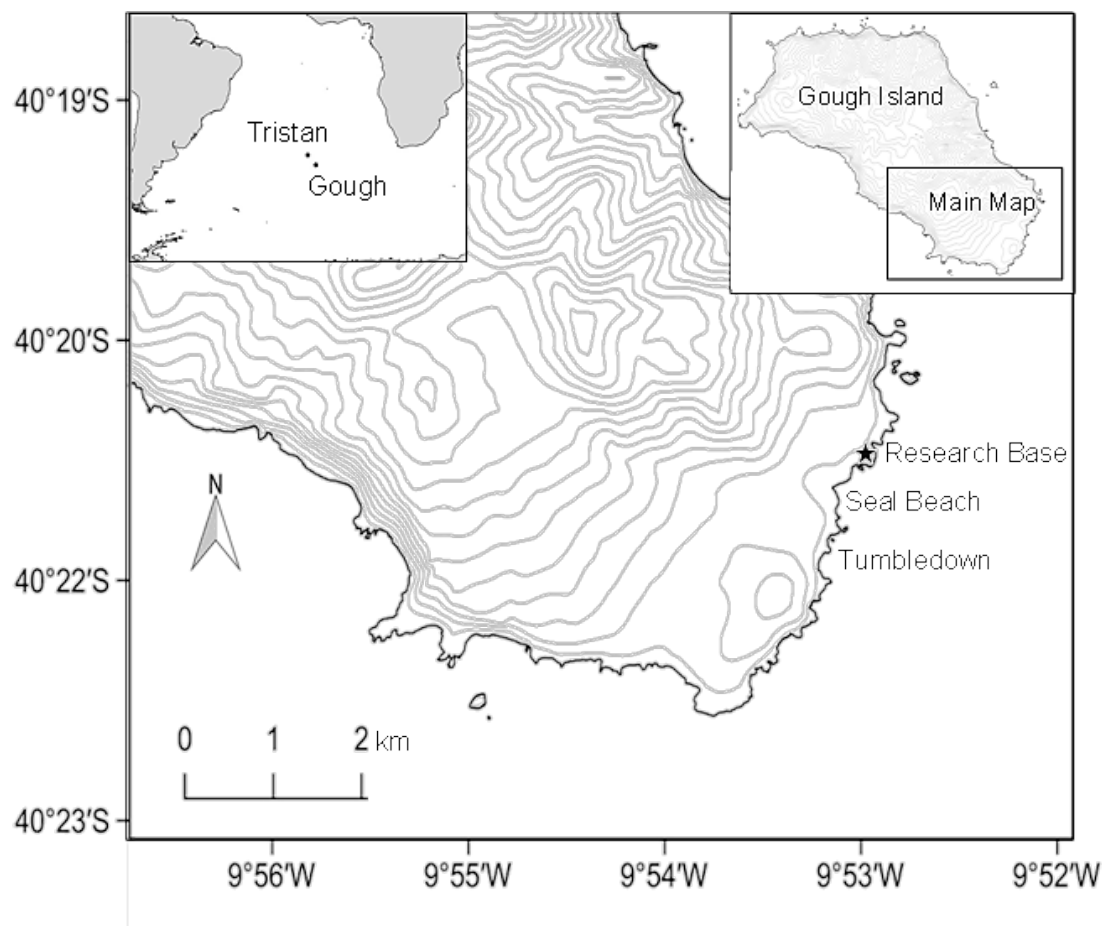 40°19'S
40°20'S
40°22'S
40°23'S
Tristan
Gough
Gough Island
Main Map
Research Base
Seal Beach
Tumbledown
N
0 1 2 km
9°56'W 9°55'W 9°54'W 9°53'W 9°52'W